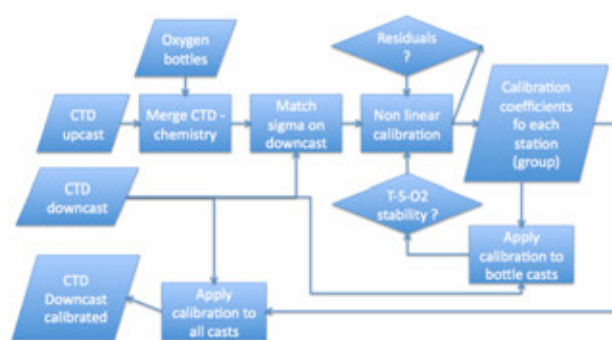 Oxygen
bottles
Residuals
?
CTD
upcast
Merge CTD -
chemistry
Match
sigma on
downcast
Non linear
calibration
Calibration
coefficients
fo each
station
(group)
CTD
downcast
T-S-O2
stability ?
CTD
Downcast
calibrated
Apply
calibration to
all casts
Apply
calibration to
bottle casts